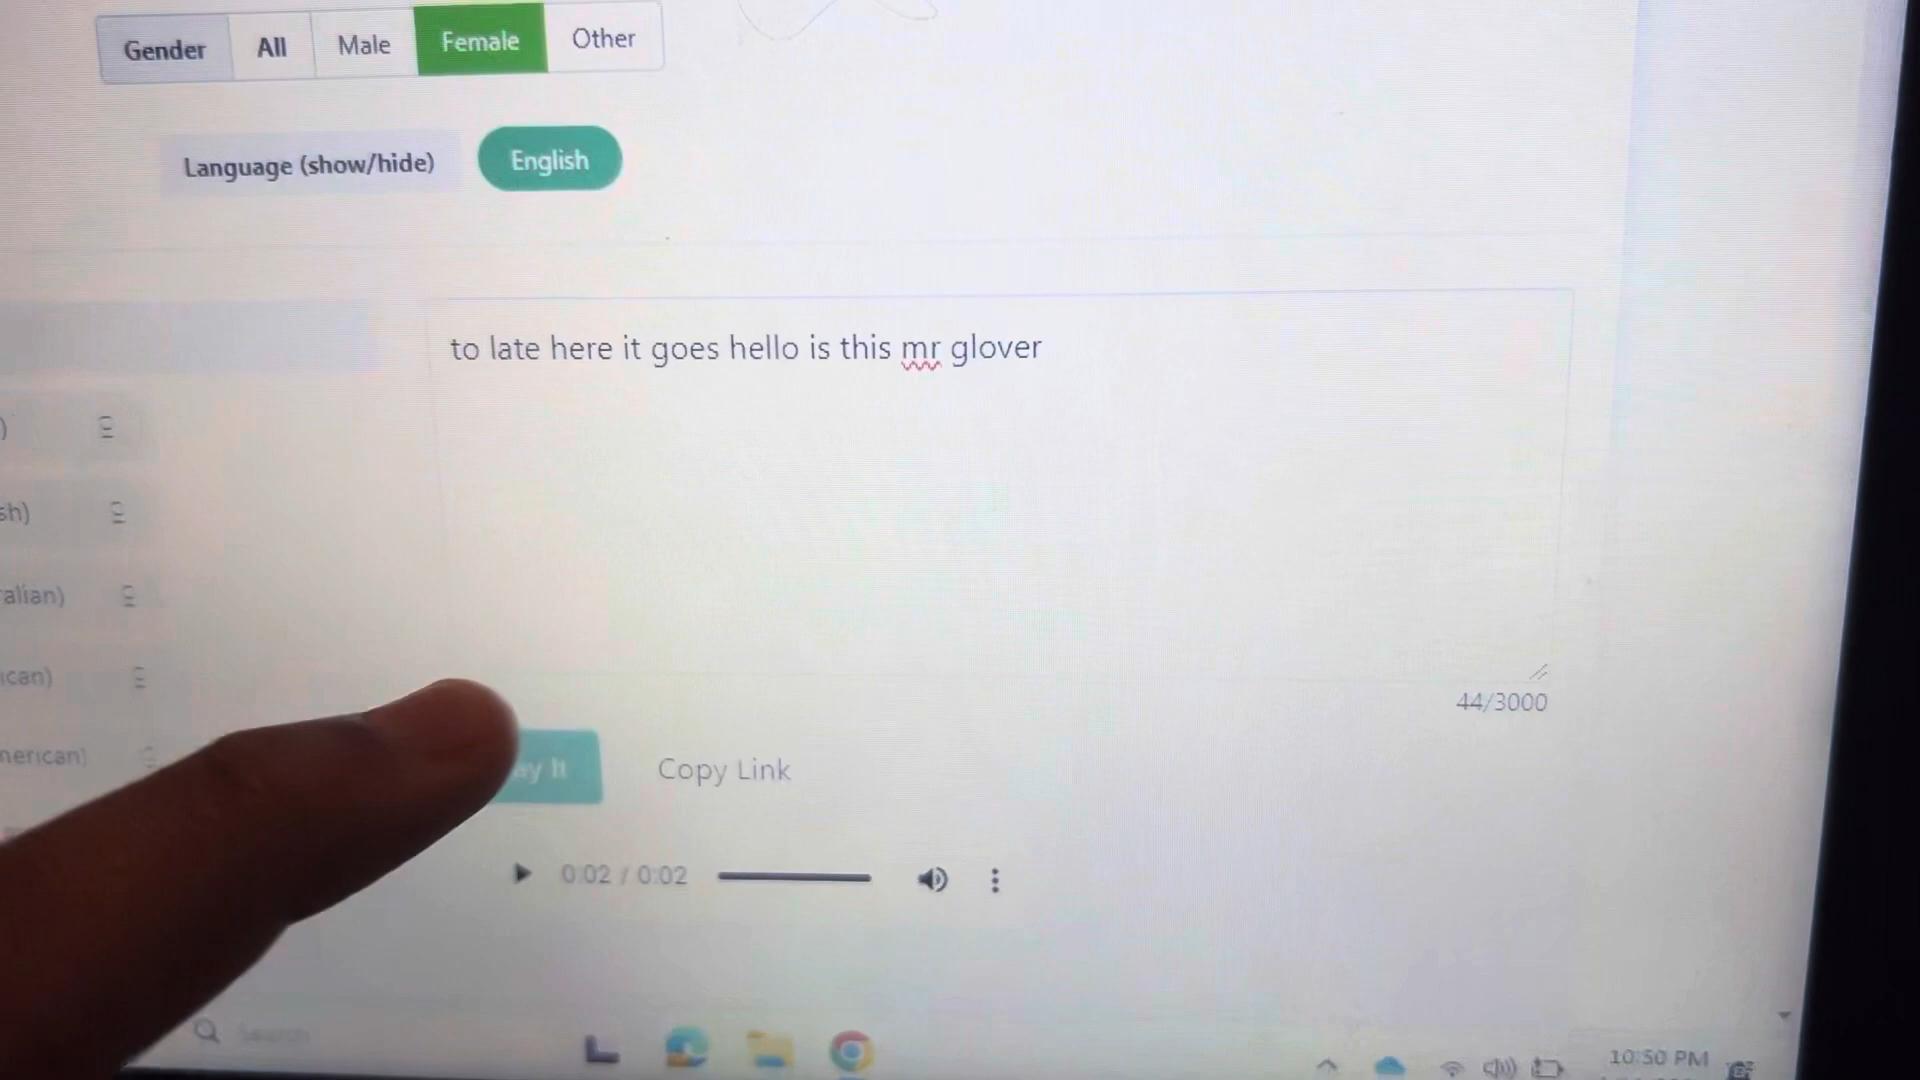 Gender All Male Female Other
Language (show/hide) English
to late here it goes hello is this mr glover
44/3000
Copy Link
0:02 / 0:02
Search
10:50 PM